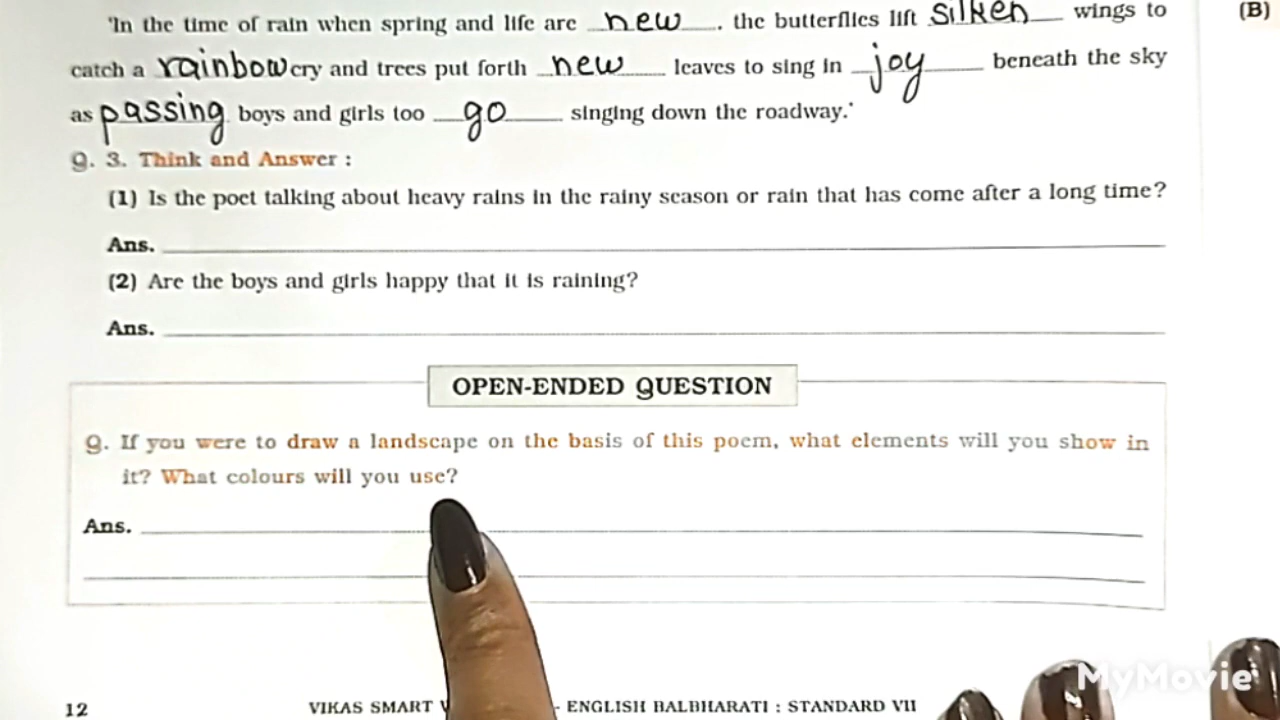 'In the time of rain when spring and life are new, the butterflies lift silken wings to (B)
catch a rainbow cry and trees put forth new leaves to sing in joy beneath the sky
as passing boys and girls too go singing down the roadway.'
Q. 3. Think and Answer :
(1) Is the poet talking about heavy rains in the rainy season or rain that has come after a long time?
Ans.
(2) Are the boys and girls happy that it is raining?
Ans.
OPEN-ENDED QUESTION
Q. If you were to draw a landscape on the basis of this poem, what elements will you show in
it? What colours will you use?
Ans.
MyMovie
12 VIKAS SMART - ENGLISH BALBHARATI : STANDARD VII